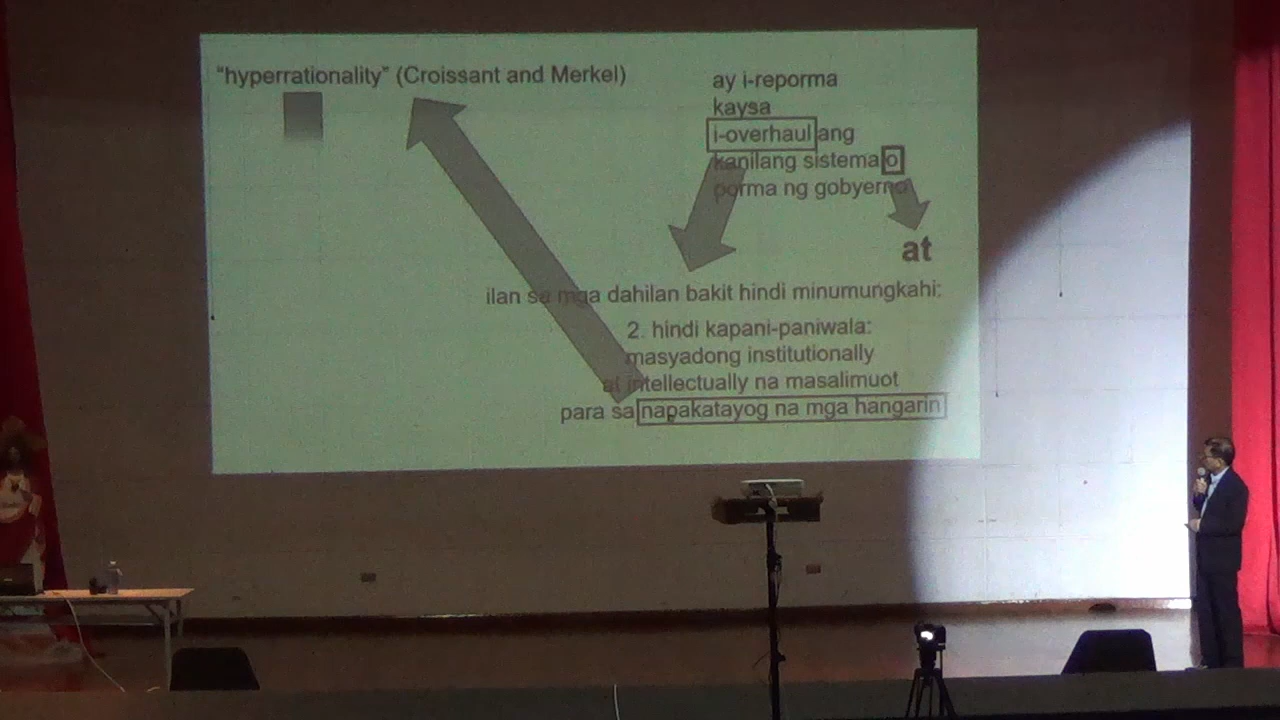 “hyperrationality” (Croissant and Merkel)
ay i-reporma
kaysa
i-overhaul ang
kanilang sistema o
porma ng gobyerno
at
ilan sa mga dahilan bakit hindi minumungkahi:
2. hindi kapani-paniwala:
masyadong institutionally
at intellectually na masalimuot
para sa napakatayog na mga hangarin